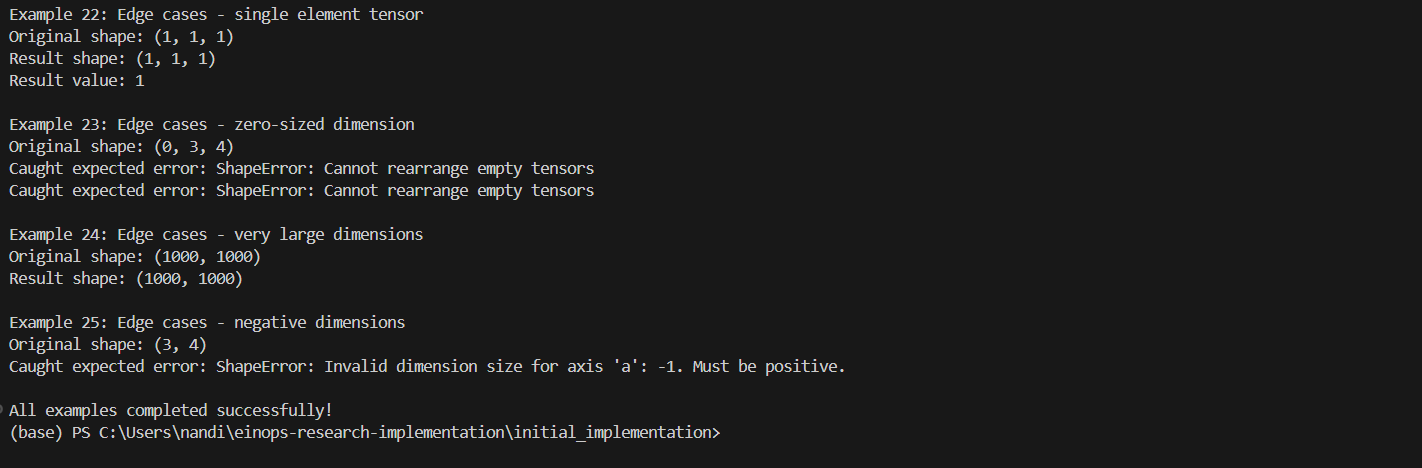 Example 22: Edge cases - single element tensor
Original shape: (1, 1, 1)
Result shape: (1, 1, 1)
Result value: 1
Example 23: Edge cases - zero-sized dimension
Original shape: (0, 3, 4)
Caught expected error: ShapeError: Cannot rearrange empty tensors
Caught expected error: ShapeError: Cannot rearrange empty tensors
Example 24: Edge cases - very large dimensions
Original shape: (1000, 1000)
Result shape: (1000, 1000)
Example 25: Edge cases - negative dimensions
Original shape: (3, 4)
Caught expected error: ShapeError: Invalid dimension size for axis 'a': -1. Must be positive.
All examples completed successfully!
(base) PS C:\Users\nandi\einops-research-implementation\initial_implementation>